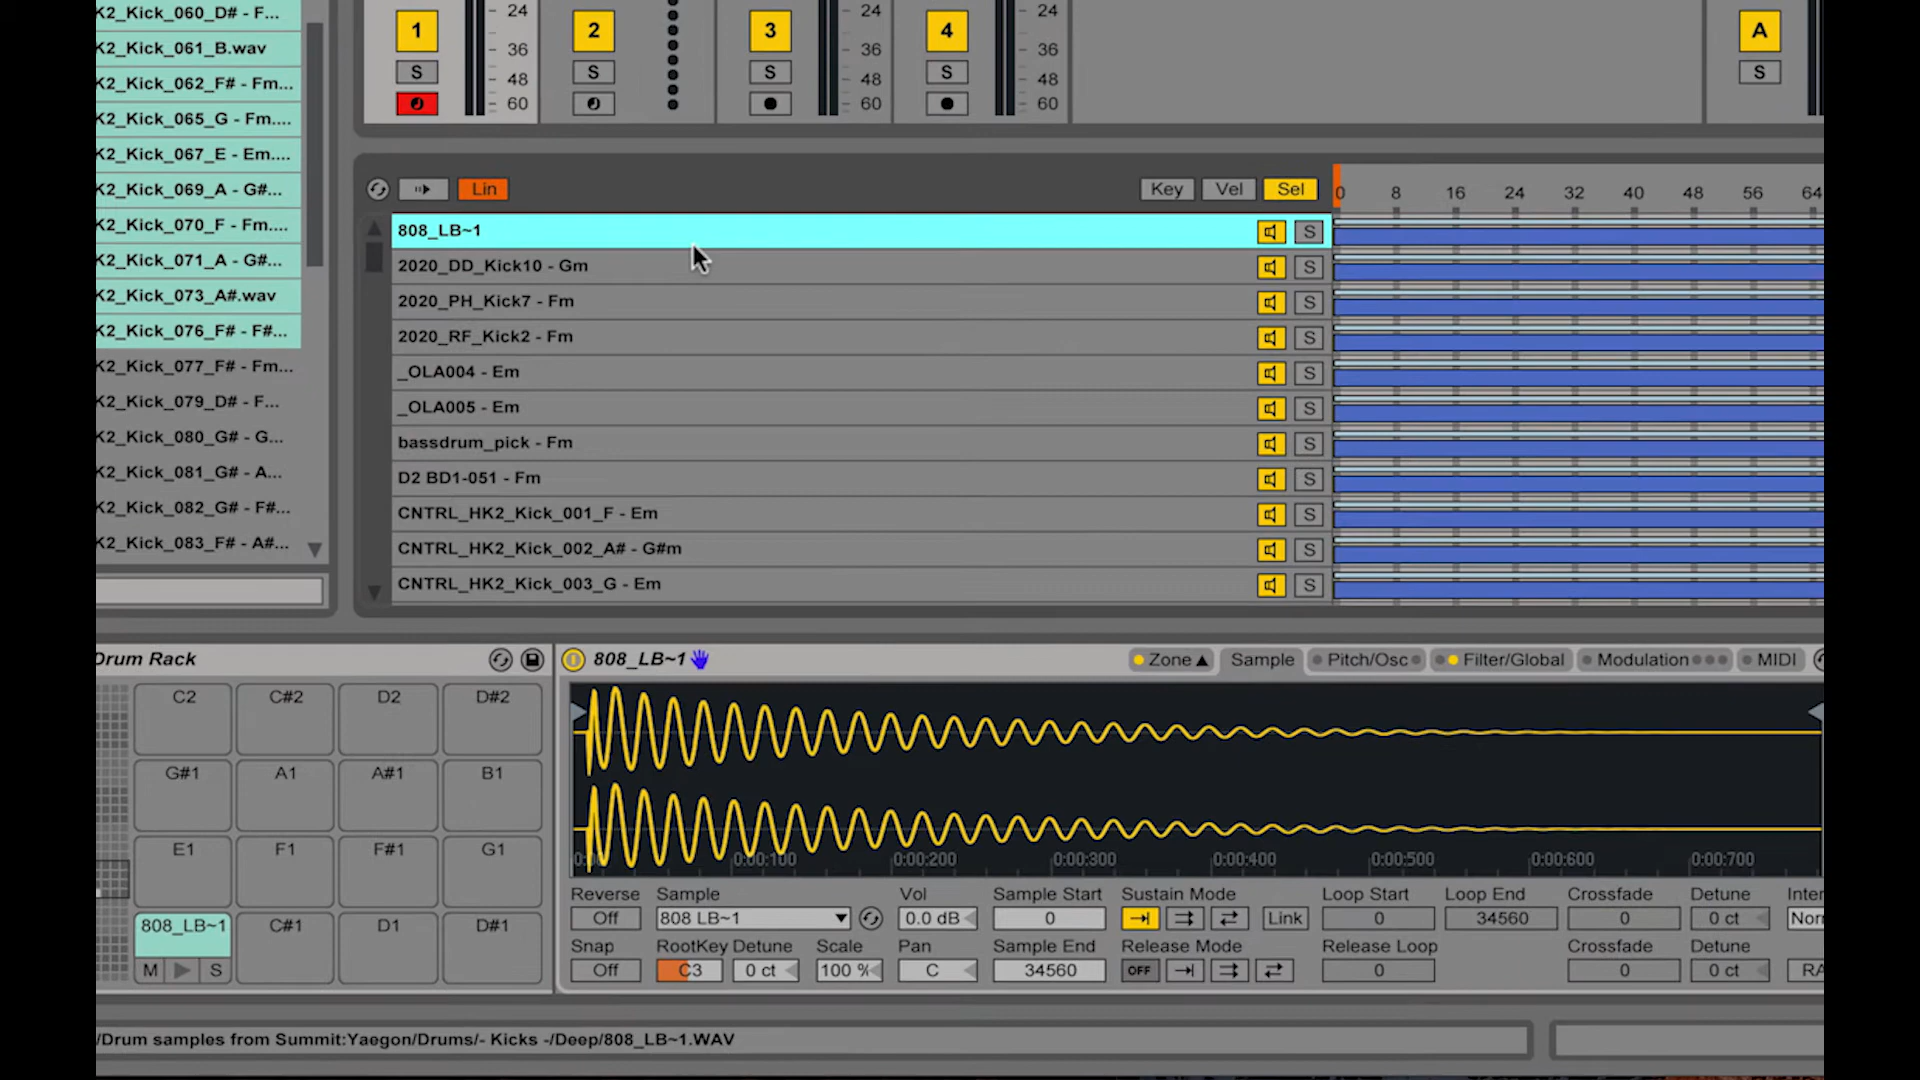 K2_Kick_060_D# - F...
K2_Kick_061_B.wav
K2_Kick_062_F# - Fm...
K2_Kick_065_G - Fm....
K2_Kick_067_E - Em....
K2_Kick_069_A - G#...
K2_Kick_070_F - Fm....
K2_Kick_071_A - G#...
K2_Kick_073_A#.wav
K2_Kick_076_F# - F#...
K2_Kick_077_F# - Fm...
K2_Kick_079_D# - F...
K2_Kick_080_G# - G...
K2_Kick_081_G# - A...
K2_Kick_082_G# - F#...
K2_Kick_083_F# - A#...
1 24 2 3 24 4 24 A
36 36 36
S 48 S S 48 S 48 S
60 60 60
Lin Key Vel Sel 0 8 16 24 32 40 48 56 64
808_LB~1 S
2020_DD_Kick10 - Gm S
2020_PH_Kick7 - Fm S
2020_RF_Kick2 - Fm S
_OLA004 - Em S
_OLA005 - Em S
bassdrum_pick - Fm S
D2 BD1-051 - Fm S
CNTRL_HK2_Kick_001_F - Em S
CNTRL_HK2_Kick_002_A# - G#m S
CNTRL_HK2_Kick_003_G - Em S
Drum Rack
C2 C#2 D2 D#2
G#1 A1 A#1 B1
E1 F1 F#1 G1
808_LB~1 C#1 D1 D#1
M S
808_LB~1 Zone Sample Pitch/Osc Filter/Global Modulation MIDI
0:00:100 0:00:200 0:00:300 0:00:400 0:00:500 0:00:600 0:00:700
Reverse Sample Vol Sample Start Sustain Mode Loop Start Loop End Crossfade Detune
Off 808 LB~1 0.0 dB 0 Link 0 34560 0 0 ct
Snap RootKey Detune Scale Pan Sample End Release Mode Release Loop Crossfade Detune
Off C3 0 ct 100 % C 34560 OFF 0 0 0 ct
/Drum samples from Summit:Yaegon/Drums/- Kicks -/Deep/808_LB~1.WAV